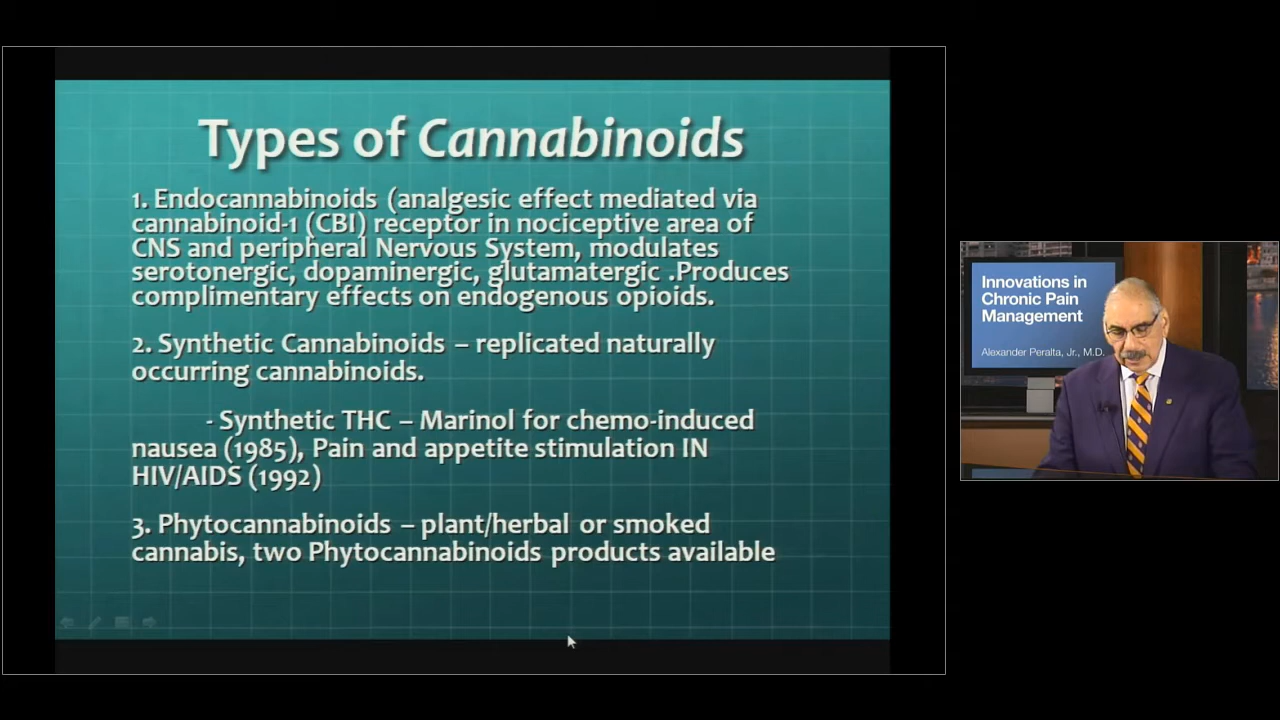 Types of Cannabinoids
1. Endocannabinoids (analgesic effect mediated via
cannabinoid-1 (CBI) receptor in nociceptive area of
CNS and peripheral Nervous System, modulates
serotonergic, dopaminergic, glutamatergic .Produces
complimentary effects on endogenous opioids.
2. Synthetic Cannabinoids – replicated naturally
occurring cannabinoids.
- Synthetic THC – Marinol for chemo-induced
nausea (1985), Pain and appetite stimulation IN
HIV/AIDS (1992)
3. Phytocannabinoids – plant/herbal or smoked
cannabis, two Phytocannabinoids products available
Innovations in
Chronic Pain
Management
Alexander Peralta, Jr., M.D.